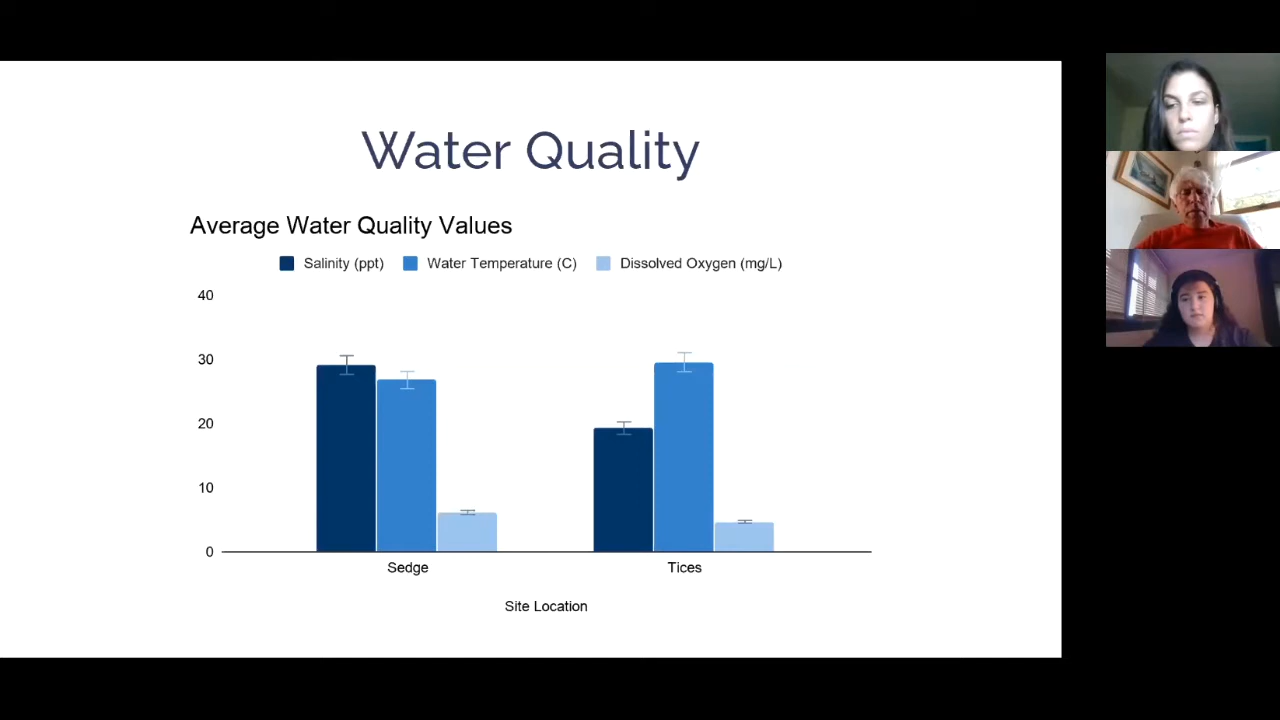 Water Quality
Average Water Quality Values
Salinity (ppt) Water Temperature (C) Dissolved Oxygen (mg/L)
40
30
20
10
0
Sedge Tices
Site Location